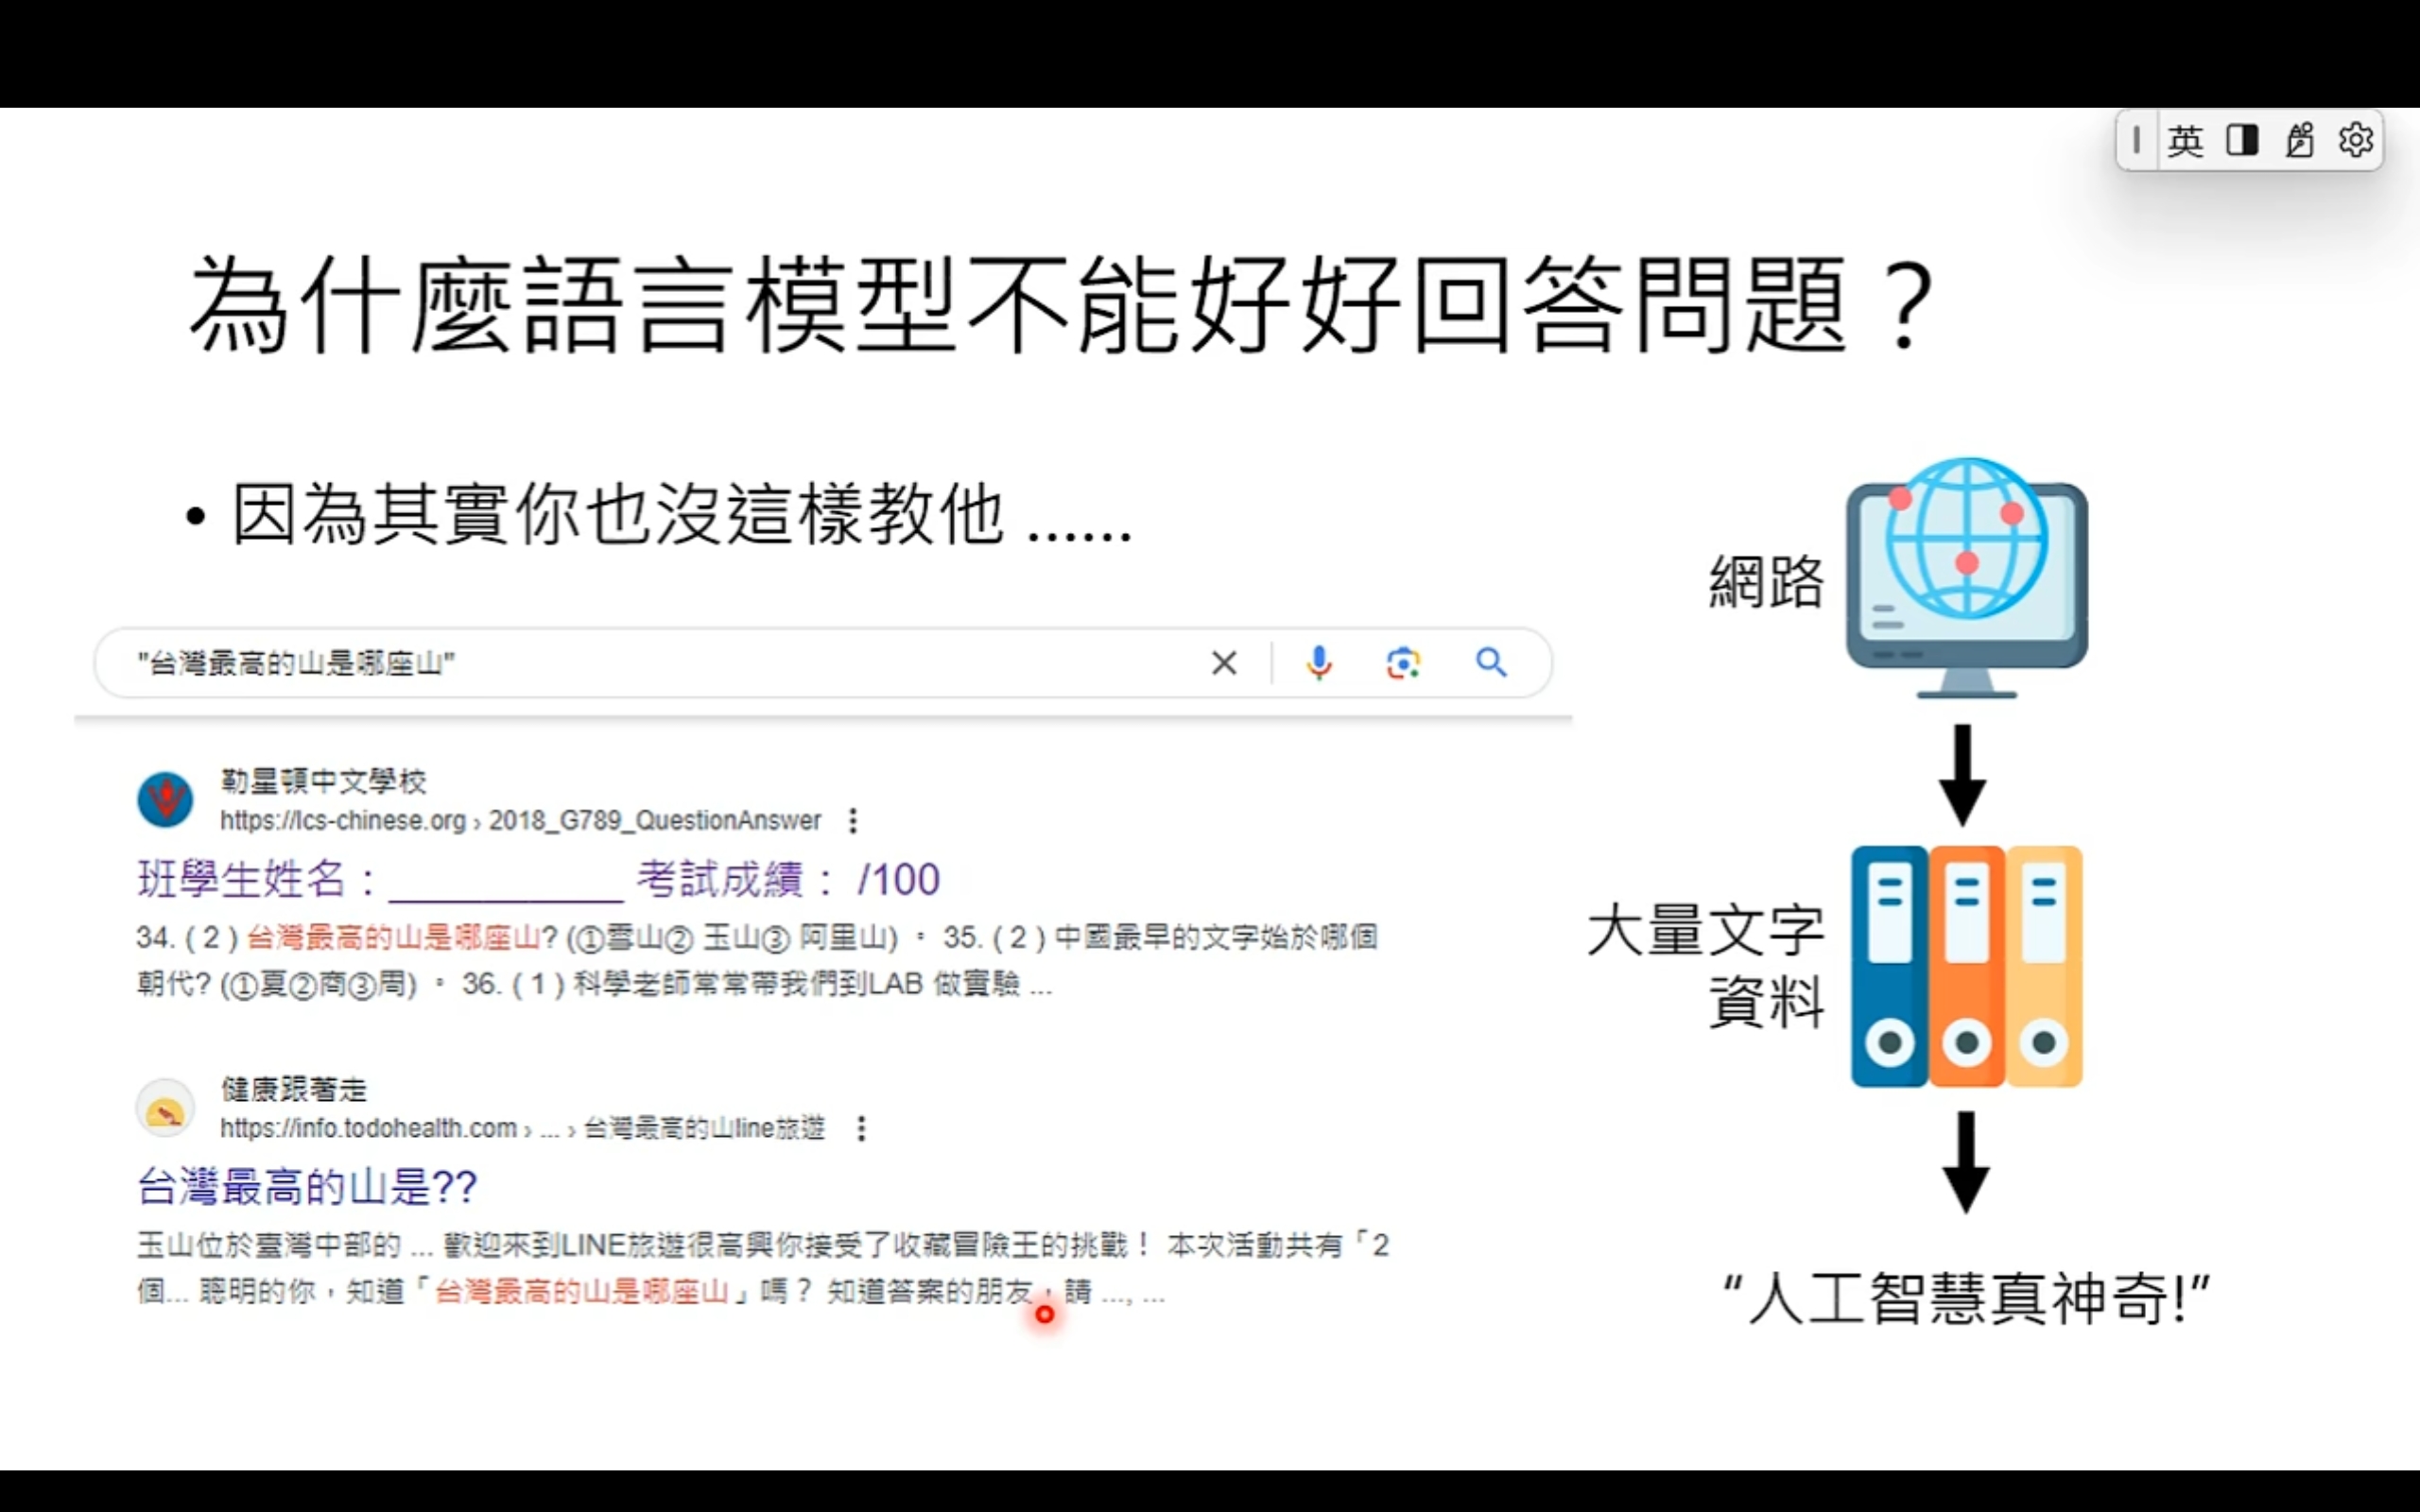 英
為什麼語言模型不能好好回答問題？
• 因為其實你也沒這樣教他 ......
"台灣最高的山是哪座山"
勒星頓中文學校
https://lcs-chinese.org › 2018_G789_QuestionAnswer
班學生姓名：__________ 考試成績： /100
34. ( 2 ) 台灣最高的山是哪座山? (①雪山② 玉山③ 阿里山) 。 35. ( 2 ) 中國最早的文字始於哪個
朝代? (①夏②商③周) 。 36. ( 1 ) 科學老師常常帶我們到LAB 做實驗 ...
健康跟著走
https://info.todohealth.com › ... › 台灣最高的山line旅遊
台灣最高的山是??
玉山位於臺灣中部的 ... 歡迎來到LINE旅遊很高興你接受了收藏冒險王的挑戰！ 本次活動共有「2
個... 聰明的你，知道「台灣最高的山是哪座山」嗎？ 知道答案的朋友，請 ..., ...
網路
大量文字
資料
“人工智慧真神奇!”